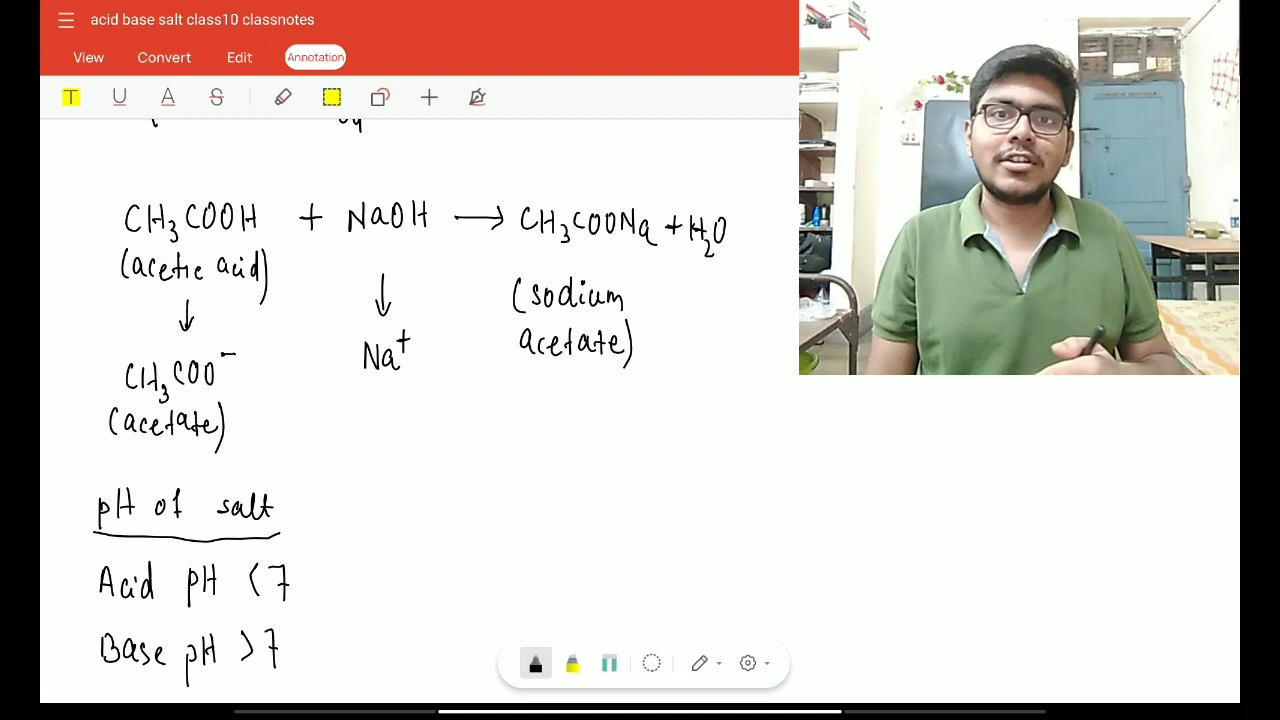 acid base salt class10 classnotes
View Convert Edit Annotation
T U A S
CH₃COOH + NaOH → CH₃COONa + H₂O
(acetic acid)
(sodium
acetate)
↓ ↓
CH₃COO⁻ Na⁺
(acetate)
pH of salt
Acid pH < 7
Base pH > 7